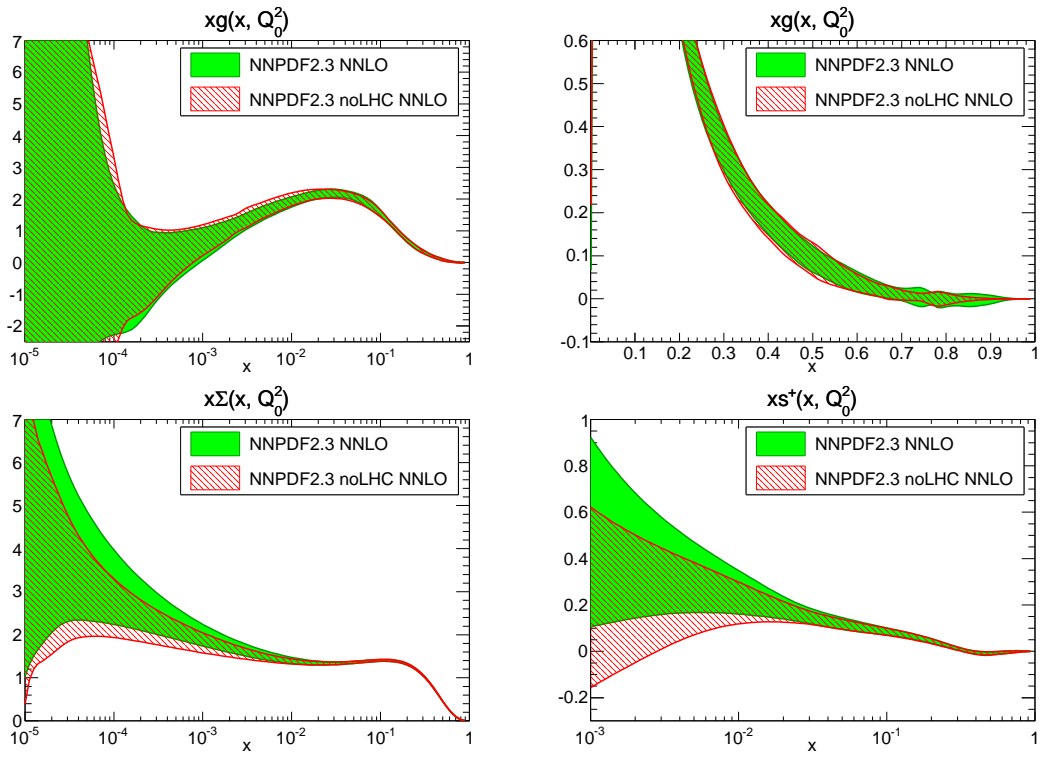 xg(x, Q₀²)
7
6
5
4
3
2
1
0
-1
-2
NNPDF2.3 NNLO
NNPDF2.3 noLHC NNLO
10⁻⁵ 10⁻⁴ 10⁻³ 10⁻² 10⁻¹ 1
x
xg(x, Q₀²)
0.6
0.5
0.4
0.3
0.2
0.1
0
-0.1
NNPDF2.3 NNLO
NNPDF2.3 noLHC NNLO
0.1 0.2 0.3 0.4 0.5 0.6 0.7 0.8 0.9 1
x
xΣ(x, Q₀²)
7
6
5
4
3
2
1
0
NNPDF2.3 NNLO
NNPDF2.3 noLHC NNLO
10⁻⁵ 10⁻⁴ 10⁻³ 10⁻² 10⁻¹ 1
x
xs⁺(x, Q₀²)
1
0.8
0.6
0.4
0.2
0
-0.2
NNPDF2.3 NNLO
NNPDF2.3 noLHC NNLO
10⁻³ 10⁻² 10⁻¹ 1
x